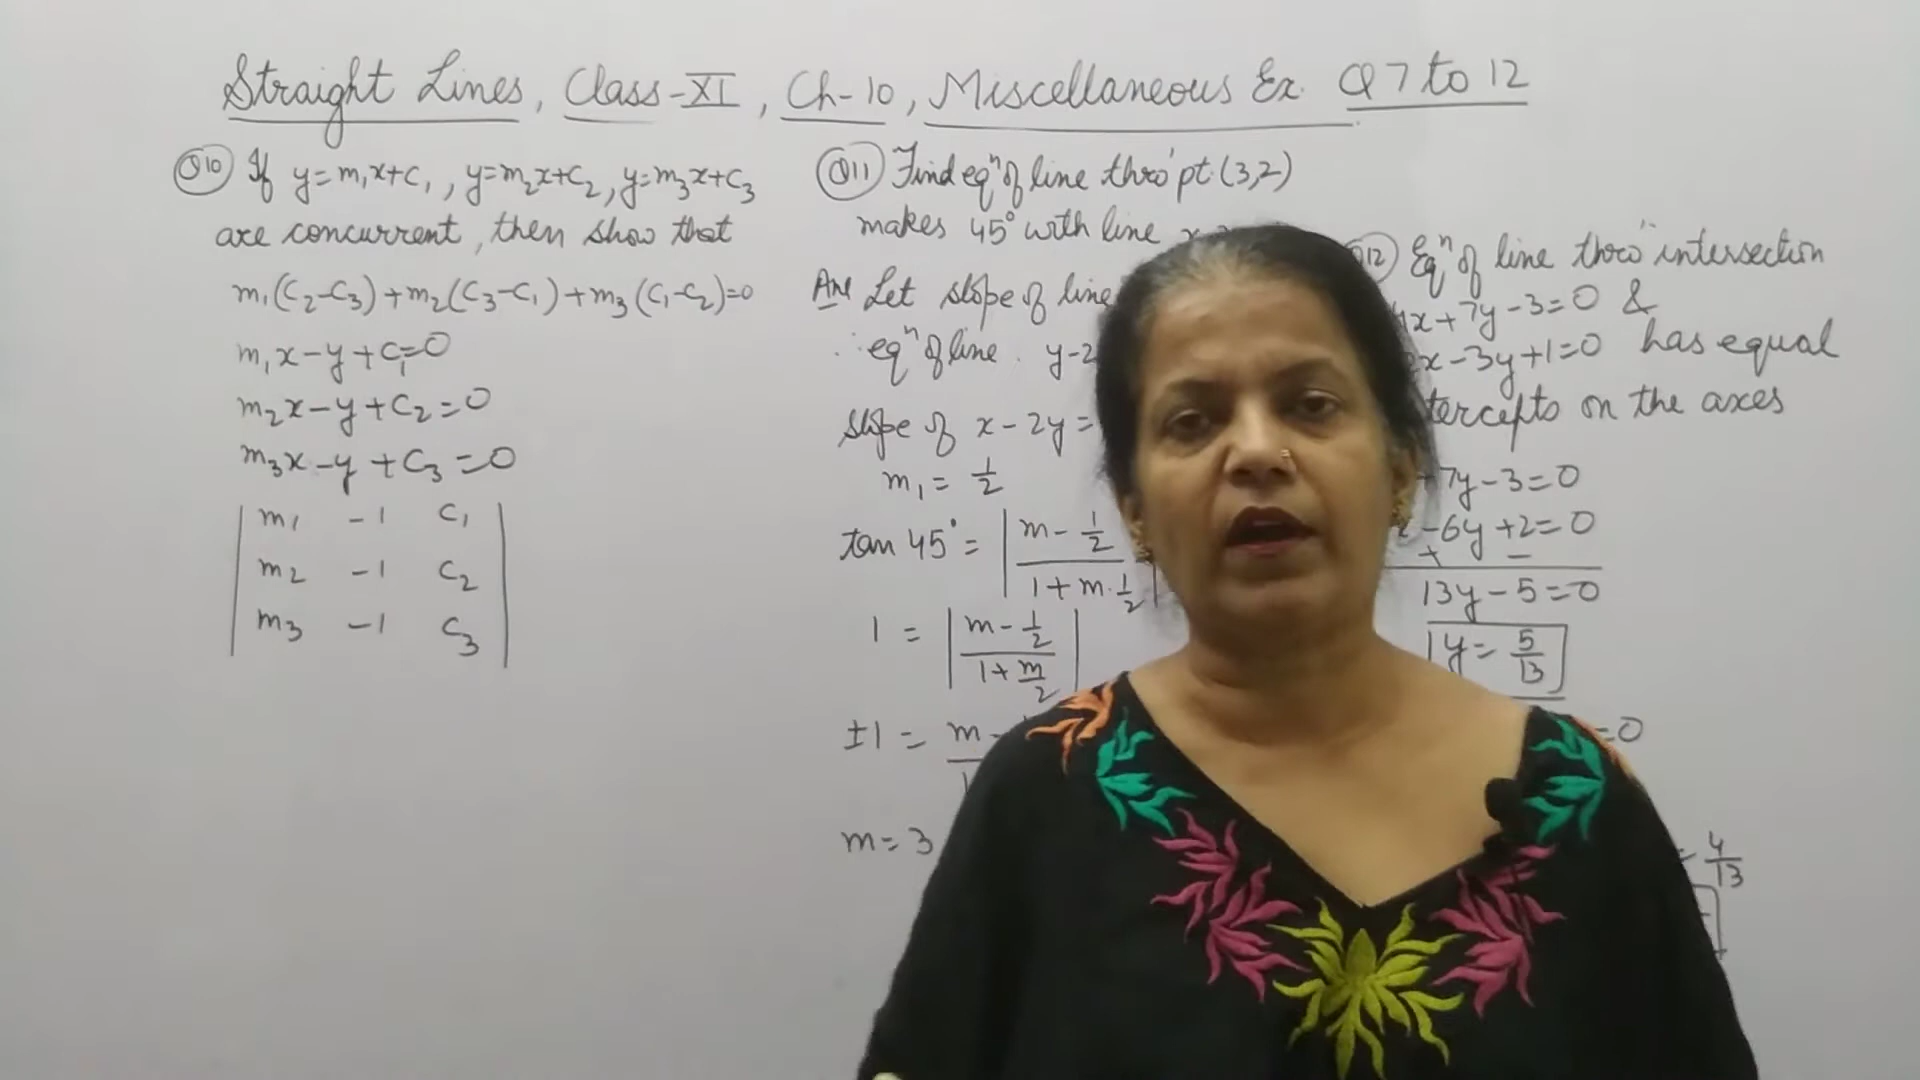 Straight Lines, Class-XI, Ch-10, Miscellaneous Ex. Q 7 to 12
Q10 If y=m₁x+c₁, y=m₂x+c₂, y=m₃x+c₃
are concurrent, then show that
m₁(c₂-c₃)+m₂(c₃-c₁)+m₃(c₁-c₂)=0
m₁x-y+c₁=0
m₂x-y+c₂=0
m₃x-y+c₃=0
m₁ -1 c₁
m₂ -1 c₂
m₃ -1 c₃
Q11 Find eqⁿ of line thro' pt. (3,2)
makes 45° with line
Ans Let slope of line
∴ eqⁿ of line. y-2
slope of x-2y=
m₁ = 1/2
tan 45° = |(m-1/2)/(1+m.1/2)|
1 = |(m-1/2)/(1+m/2)|
±1 = m-
m=3
12 Eqⁿ of line thro' intersection
4x+7y-3=0 &
2x-3y+1=0 has equal
tercepts on the axes
+7y-3=0
-6y+2=0
+ -
13y-5=0
y= 5/13
=0
= 4/13